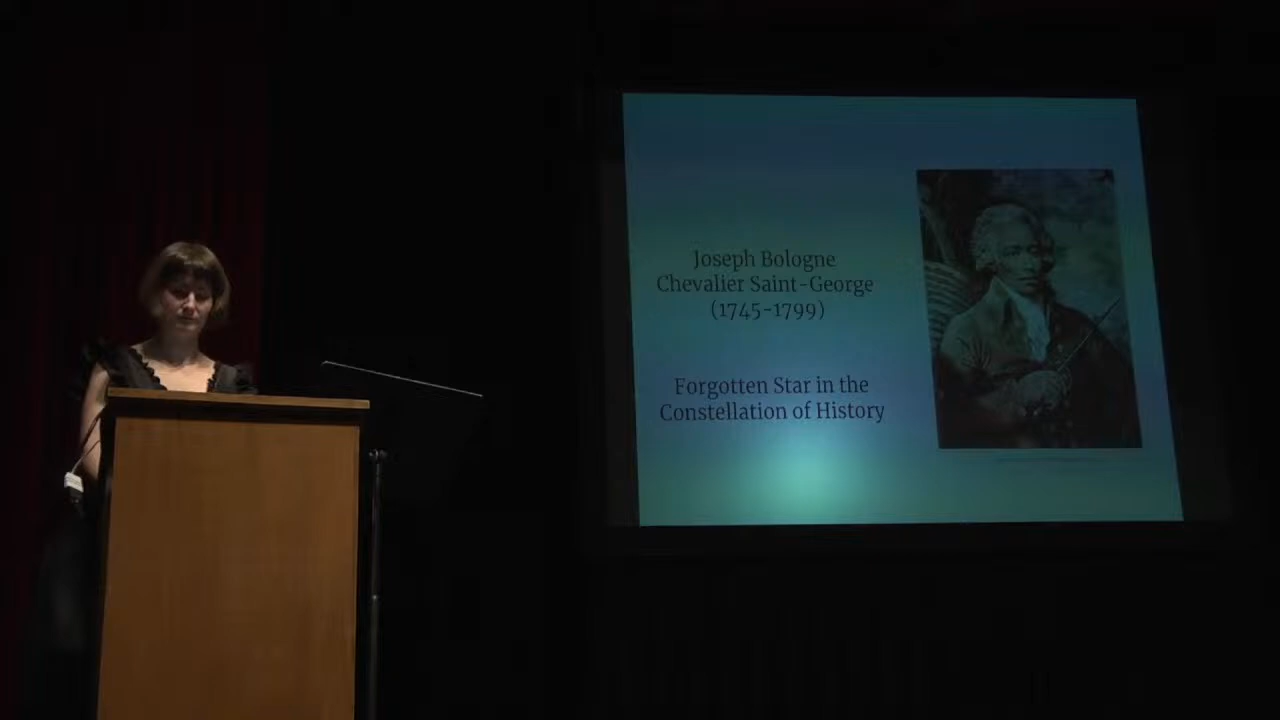 Joseph Bologne
Chevalier Saint-George
(1745-1799)
Forgotten Star in the
Constellation of History